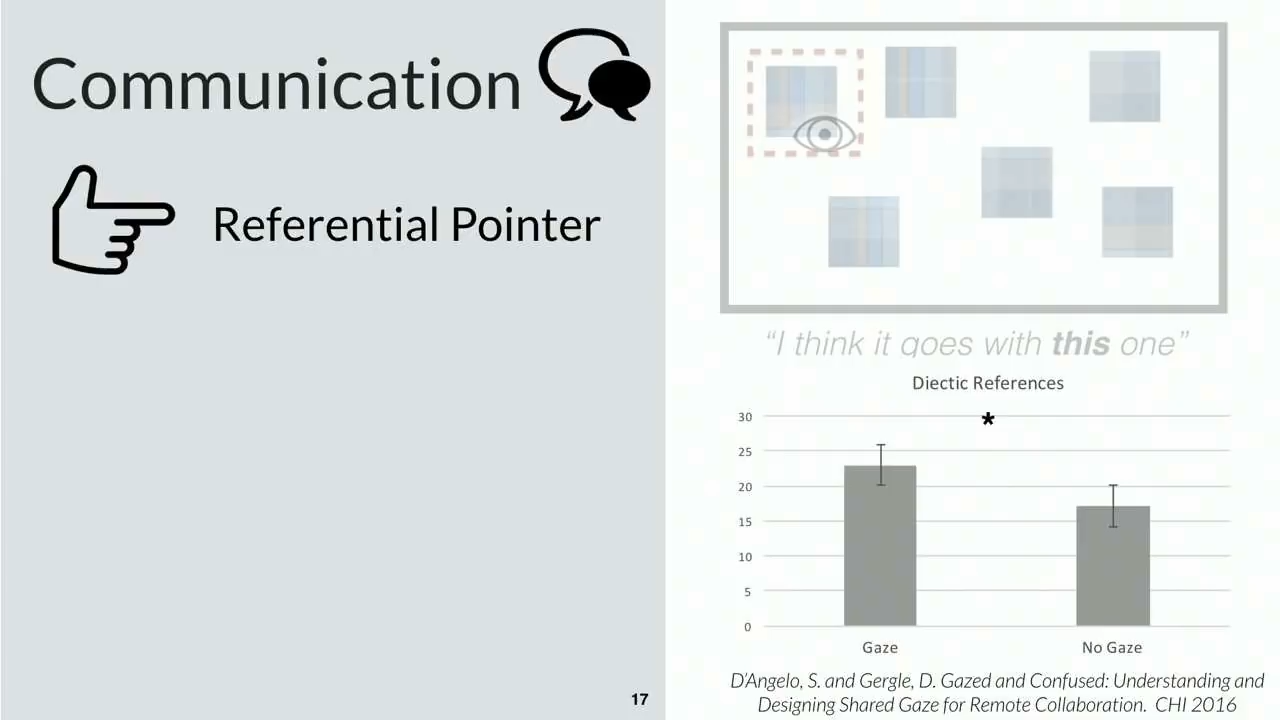 Communication
Referential Pointer
17
“I think it goes with this one”
Diectic References
*
30
25
20
15
10
5
0
Gaze No Gaze
D’Angelo, S. and Gergle, D. Gazed and Confused: Understanding and
Designing Shared Gaze for Remote Collaboration. CHI 2016